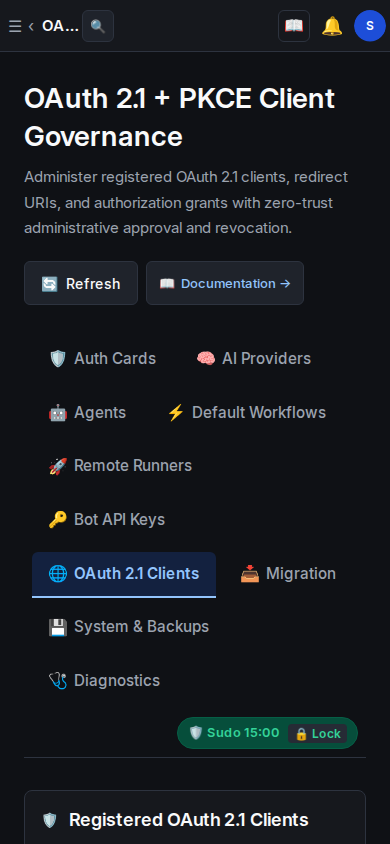 OA...
S
OAuth 2.1 + PKCE Client
Governance
Administer registered OAuth 2.1 clients, redirect
URIs, and authorization grants with zero-trust
administrative approval and revocation.
Refresh
Documentation →
Auth Cards
AI Providers
Agents
Default Workflows
Remote Runners
Bot API Keys
OAuth 2.1 Clients
Migration
System & Backups
Diagnostics
Sudo 15:00
Lock
Registered OAuth 2.1 Clients